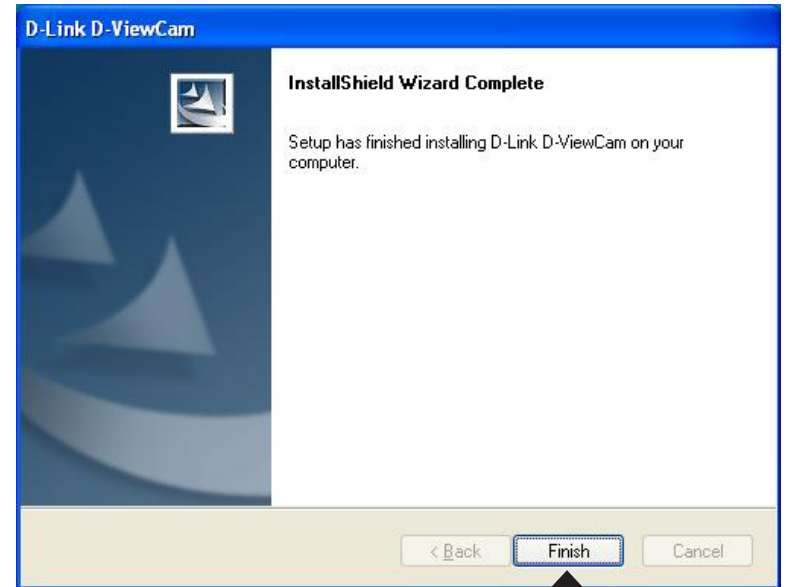 D-Link D-ViewCam
InstallShield Wizard Complete
Setup has finished installing D-Link D-ViewCam on your
computer.
< Back Finish Cancel